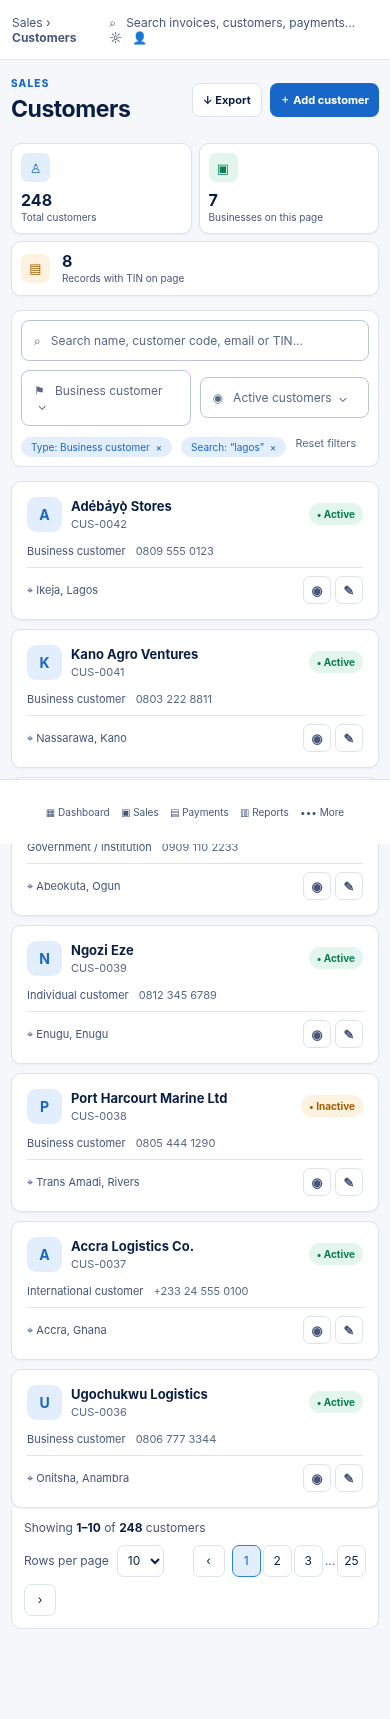 Sales ›
Customers
Search invoices, customers, payments...
SALES
Customers
↓ Export
+ Add customer
248
Total customers
7
Businesses on this page
8
Records with TIN on page
Search name, customer code, email or TIN...
Business customer
Active customers
Type: Business customer ×
Search: "lagos" ×
Reset filters
A
Adébáyọ̀ Stores
CUS-0042
• Active
Business customer 0809 555 0123
Ikeja, Lagos
K
Kano Agro Ventures
CUS-0041
• Active
Business customer 0803 222 8811
Nassarawa, Kano
Dashboard Sales Payments Reports ••• More
Government / Institution 0909 110 2233
Abeokuta, Ogun
N
Ngozi Eze
CUS-0039
• Active
Individual customer 0812 345 6789
Enugu, Enugu
P
Port Harcourt Marine Ltd
CUS-0038
• Inactive
Business customer 0805 444 1290
Trans Amadi, Rivers
A
Accra Logistics Co.
CUS-0037
• Active
International customer +233 24 555 0100
Accra, Ghana
U
Ugochukwu Logistics
CUS-0036
• Active
Business customer 0806 777 3344
Onitsha, Anambra
Showing 1–10 of 248 customers
Rows per page 10 ‹ 1 2 3 ... 25
›